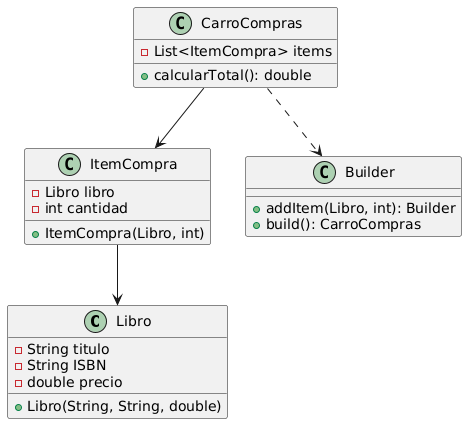 C CarroCompras
List<ItemCompra> items
calcularTotal(): double
C ItemCompra
Libro libro
int cantidad
ItemCompra(Libro, int)
C Builder
addItem(Libro, int): Builder
build(): CarroCompras
C Libro
String titulo
String ISBN
double precio
Libro(String, String, double)